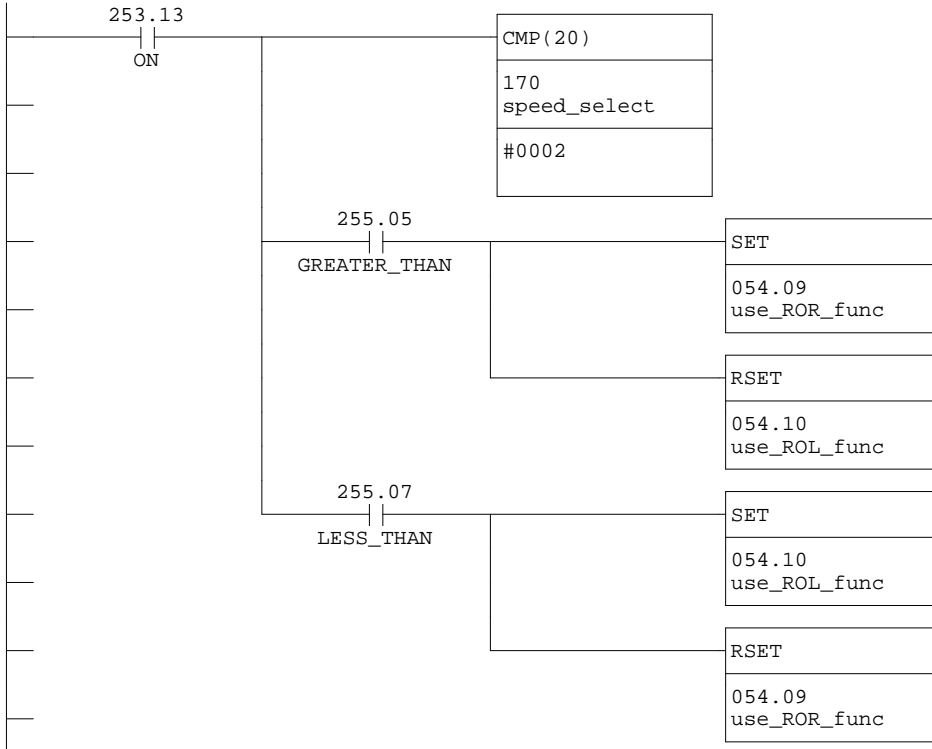 253.13
ON
CMP(20)
170
speed_select
#0002
255.05
GREATER_THAN
SET
054.09
use_ROR_func
RSET
054.10
use_ROL_func
255.07
LESS_THAN
SET
054.10
use_ROL_func
RSET
054.09
use_ROR_func